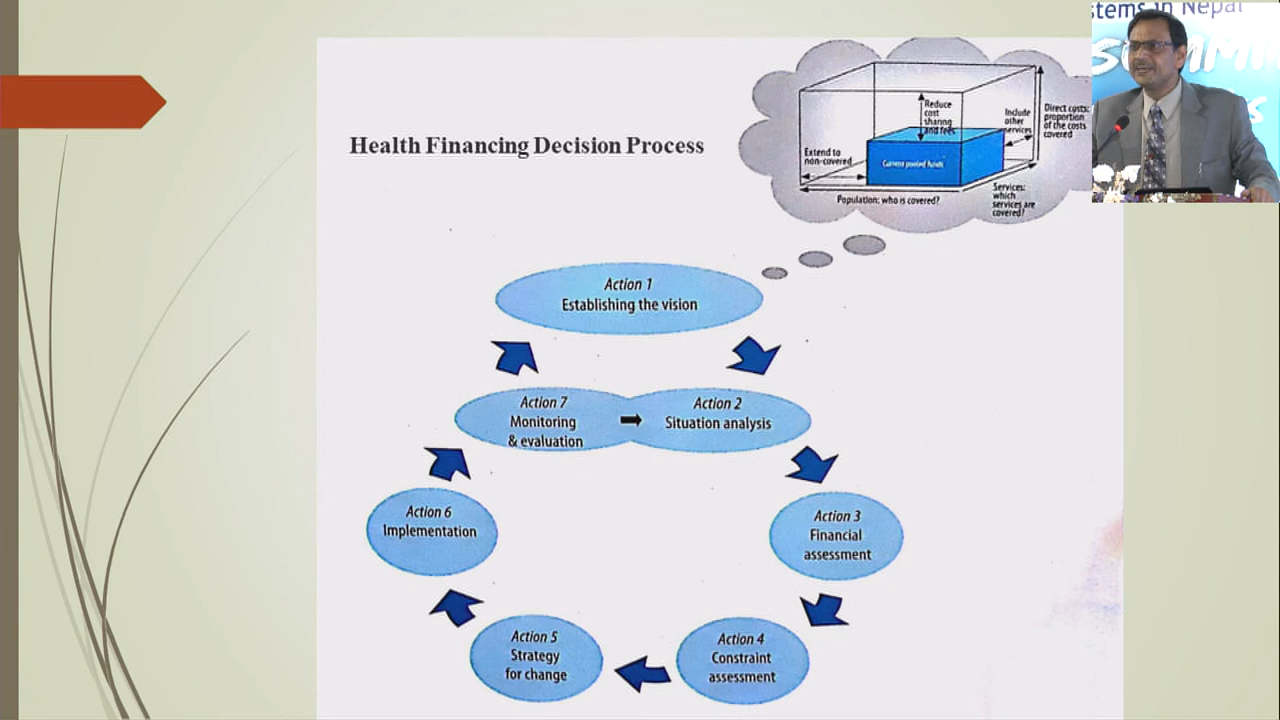 stems in Nepal
Health Financing Decision Process
Reduce
cost
sharing
and fees
Include
other
services
Direct costs:
proportion
of the costs
covered
Extend to
non-covered
Current pooled funds
Population: who is covered?
Services:
which
services are
covered?
Action 1
Establishing the vision
Action 7
Monitoring
& evaluation
Action 2
Situation analysis
Action 6
Implementation
Action 3
Financial
assessment
Action 5
Strategy
for change
Action 4
Constraint
assessment